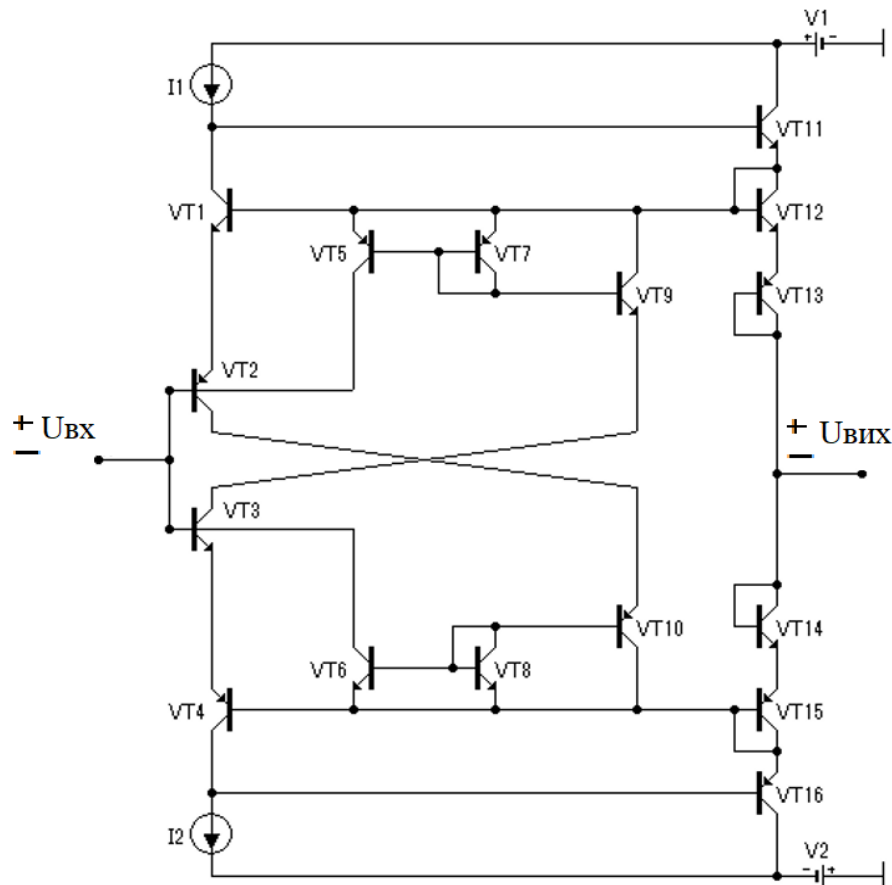 V1
+ -
I1
VT11
VT1
VT12
VT5
VT7
VT9
VT13
VT2
+ Uвх
−
+ Uвих
−
VT3
VT10
VT14
VT6
VT8
VT4
VT15
VT16
I2
V2
- +